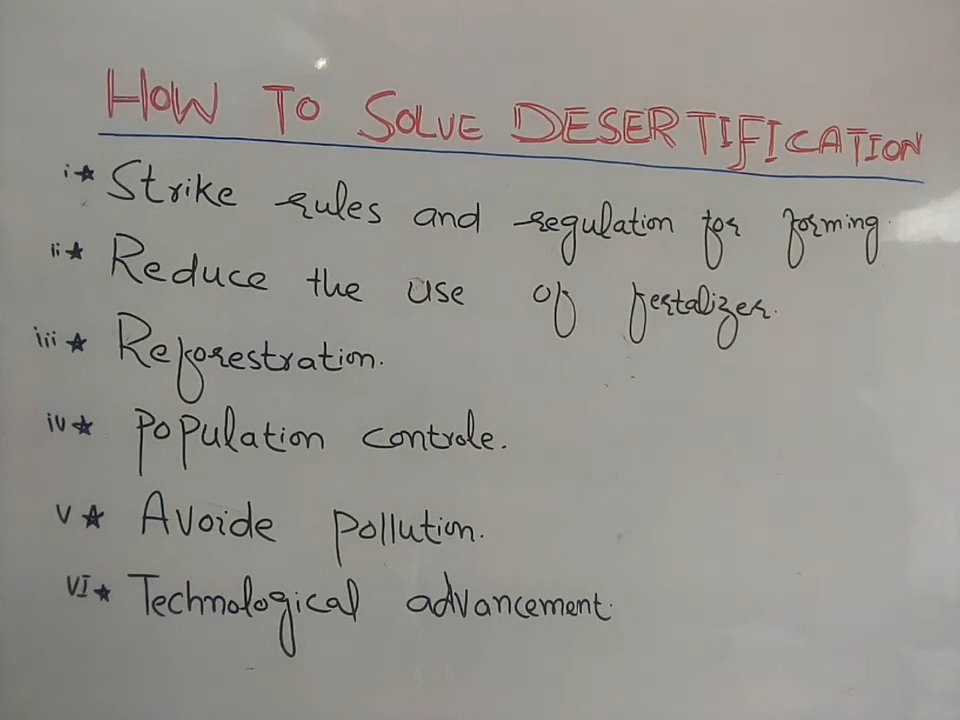 HOW TO SOLVE DESERTIFICATION
i★ Strike rules and regulation for forming.
ii★ Reduce the use of fertalizer.
iii★ Reforestration.
iv★ Population controle.
v★ Avoide pollution.
VI★ Technological advancement.